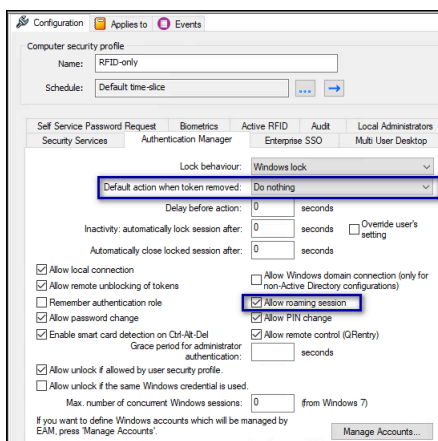 Configuration Applies to Events
Computer security profile
Name: RFID-only
Schedule: Default time-slice ...
Self Service Password Request Biometrics Active RFID Audit Local Administrators
Security Services Authentication Manager Enterprise SSO Multi User Desktop
Lock behaviour: Windows lock
Default action when token removed: Do nothing
Delay before action: 0 seconds
Inactivity: automatically lock session after: 0 seconds Override user's setting
Automatically close locked session after: 0 seconds
Allow local connection
Allow Windows domain connection (only for non-Active Directory configurations)
Allow remote unblocking of tokens
Remember authentication role Allow roaming session
Allow password change Allow PIN change
Enable smart card detection on Ctrl-Alt-Del Allow remote control (QRentry)
Grace period for administrator authentication: seconds
Allow unlock if allowed by user security profile.
Allow unlock if the same Windows credential is used.
Max. number of concurrent Windows sessions: 0 (from Windows 7)
If you want to define Windows accounts which will be managed by
EAM, press 'Manage Accounts'. Manage Accounts...